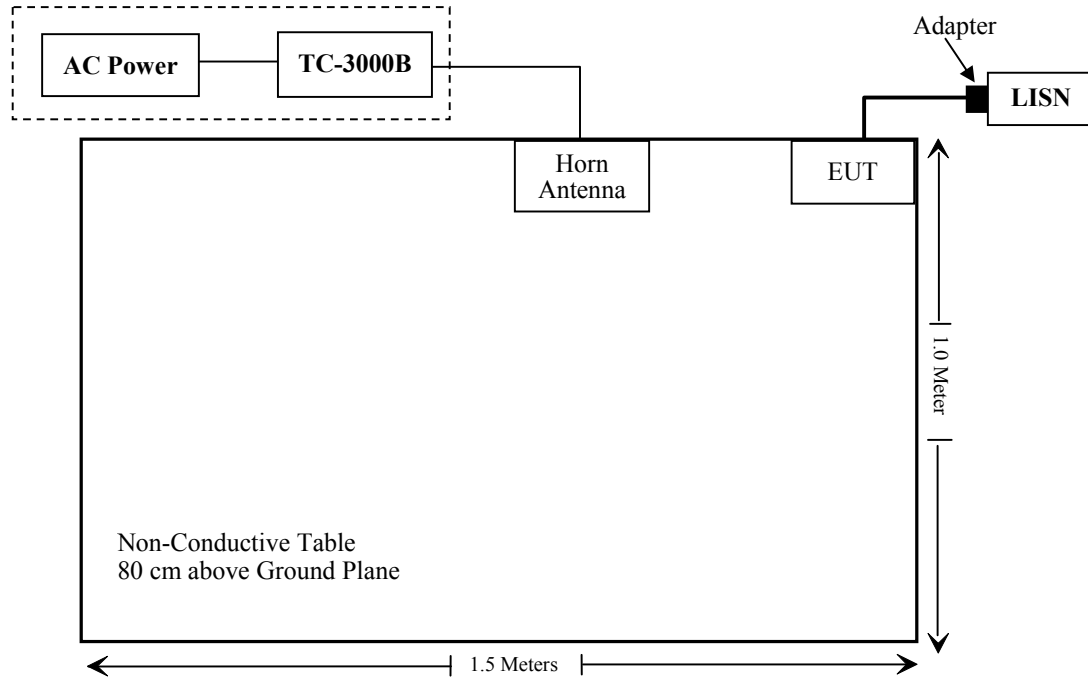 Adapter
AC Power
TC-3000B
LISN
Horn
Antenna
EUT
1.0 Meter
Non-Conductive Table
80 cm above Ground Plane
1.5 Meters